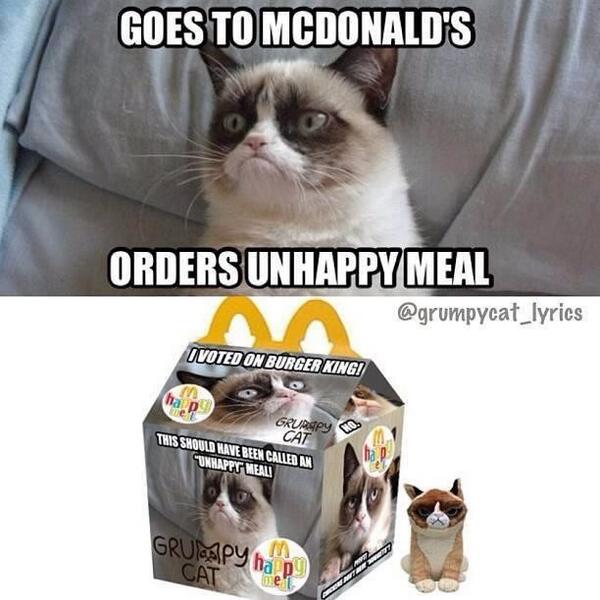 GOES TO MCDONALD'S
ORDERS UNHAPPY MEAL
@grumpycat_lyrics
I VOTED ON BURGER KING!
happy
meal
GRUMPY
CAT
NO.
THIS SHOULD HAVE BEEN CALLED AN
"UNHAPPY" MEAL!
happy
meal
GRUMPY
CAT
happy
meal